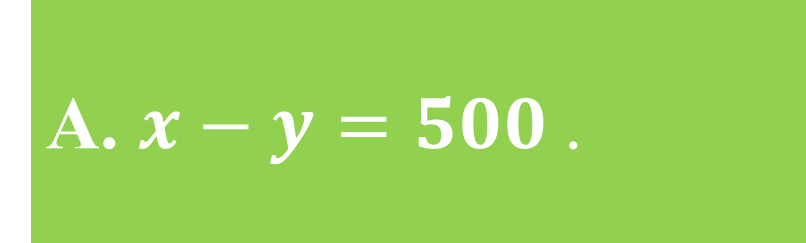 A. x − y = 500 .